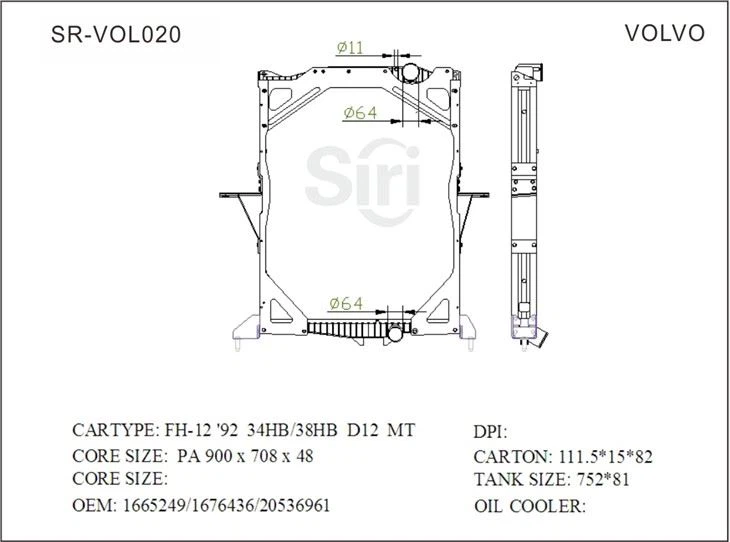 SR-VOL020
VOLVO
Ø11
Ø64
Siri
Ø64
CARTYPE: FH-12 '92 34HB/38HB D12 MT
CORE SIZE: PA 900 x 708 x 48
CORE SIZE:
OEM: 1665249/1676436/20536961
DPI:
CARTON: 111.5*15*82
TANK SIZE: 752*81
OIL COOLER: